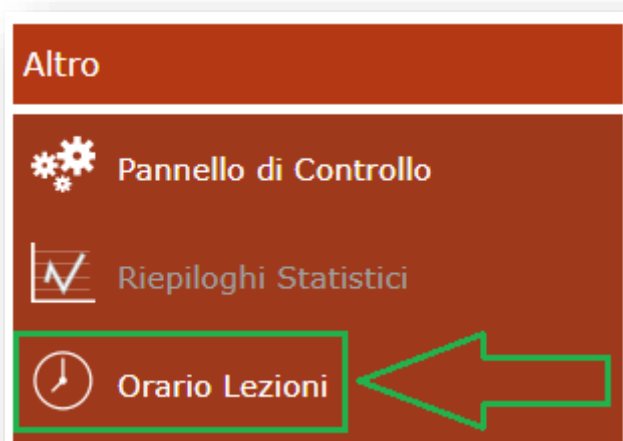 Altro
Pannello di Controllo
Riepiloghi Statistici
Orario Lezioni